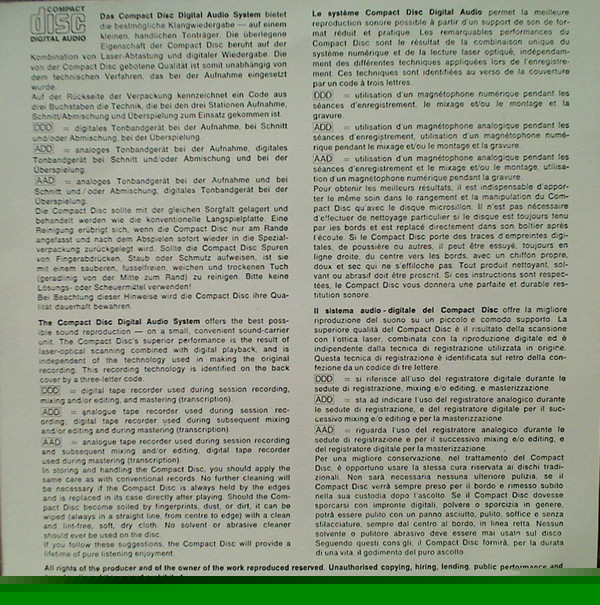 COMPACT
disc
DIGITAL AUDIO
Das Compact Disc Digital Audio System bietet
die bestmögliche Klangwiedergabe — auf einem
kleinen, handlichen Tonträger. Die überlegene
Eigenschaft der Compact Disc beruht auf der
Kombination von Laser-Abtastung und digitaler Wiedergabe. Die
von der Compact Disc gebotene Qualität ist somit unabhängig von
dem technischen Verfahren, das bei der Aufnahme eingesetzt
wurde.
Auf der Rückseite der Verpackung kennzeichnet ein Code aus
drei Buchstaben die Technik, die bei den drei Stationen Aufnahme,
Schnitt/Abmischung und Überspielung zum Einsatz gekommen ist.
DDD = digitales Tonbandgerät bei der Aufnahme, bei Schnitt
und/oder Abmischung, bei der Überspielung.
ADD = analoges Tonbandgerät bei der Aufnahme, digitales
Tonbandgerät bei Schnitt und/oder Abmischung und bei der
Überspielung.
AAD = analoges Tonbandgerät bei der Aufnahme und bei
Schnitt und/oder Abmischung, digitales Tonbandgerät bei der
Überspielung.
Die Compact Disc sollte mit der gleichen Sorgfalt gelagert und
behandelt werden wie die konventionelle Langspielplatte. Eine
Reinigung erübrigt sich, wenn die Compact Disc nur am Rande
angefasst und nach dem Abspielen sofort wieder in die Spezial-
verpackung zurückgelegt wird. Sollte die Compact Disc Spuren
von Fingerabdrücken, Staub oder Schmutz aufweisen, ist sie
mit einem sauberen, fusselfreien, weichen und trockenen Tuch
(geradlinig von der Mitte zum Rand) zu reinigen. Bitte keine
Lösungs- oder Scheuermittel verwenden!
Bei Beachtung dieser Hinweise wird die Compact Disc ihre Qua-
lität dauerhaft bewahren.
The Compact Disc Digital Audio System offers the best poss-
ible sound reproduction — on a small, convenient sound-carrier
unit. The Compact Disc's superior performance is the result of
laser-optical scanning combined with digital playback, and is
independent of the technology used in making the original
recording. This recording technology is identified on the back
cover by a three-letter code.
DDD = digital tape recorder used during session recording,
mixing and/or editing, and mastering (transcription).
ADD = analogue tape recorder used during session rec-
ording, digital tape recorder used during subsequent mixing
and/or editing and during mastering (transcription).
AAD = analogue tape recorder used during session recording
and subsequent mixing and/or editing, digital tape recorder
used during mastering (transcription).
In storing and handling the Compact Disc, you should apply the
same care as with conventional records. No further cleaning will
be necessary if the Compact Disc is always held by the edges
and is replaced in its case directly after playing. Should the Com-
pact Disc become soiled by fingerprints, dust, or dirt, it can be
wiped (always in a straight line, from centre to edge) with a clean
and lint-free, soft, dry cloth. No solvent or abrasive cleaner
should ever be used on the disc.
If you follow these suggestions, the Compact Disc will provide a
lifetime of pure listening enjoyment.
Le système Compact Disc Digital Audio permet la meilleure
reproduction sonore possible à partir d'un support de son de for-
mat réduit et pratique. Les remarquables performances du
Compact Disc sont le résultat de la combinaison unique du
système numérique et de la lecture laser optique, indépendam-
ment des différentes techniques appliquées lors de l'enregistre-
ment. Ces techniques sont identifiées au verso de la couverture
par un code à trois lettres.
DDD = utilisation d'un magnétophone numérique pendant les
séances d'enregistrement, le mixage et/ou le montage et la
gravure.
ADD = utilisation d'un magnétophone analogique pendant les
séances d'enregistrement, utilisation d'un magnétophone numé-
rique pendant le mixage et/ou le montage et la gravure.
AAD = utilisation d'un magnétophone analogique pendant les
séances d'enregistrement et le mixage et/ou le montage, utilisa-
tion d'un magnétophone numérique pendant la gravure.
Pour obtenir les meilleurs résultats, il est indispensable d'appor-
ter le même soin dans le rangement et la manipulation du Com-
pact Disc qu'avec le disque microsillon. Il n'est pas nécessaire
d'effectuer de nettoyage particulier si le disque est toujours tenu
par les bords et est replacé directement dans son boîtier après
l'écoute. Si le Compact Disc porte des traces d'empreintes digi-
tales, de poussière ou autres, il peut être essuyé, toujours en
ligne droite, du centre vers les bords, avec un chiffon propre,
doux et sec qui ne s'effiloche pas. Tout produit nettoyant, sol-
vant ou abrasif doit être proscrit. Si ces instructions sont respec-
tées, le Compact Disc vous donnera une parfaite et durable res-
titution sonore.
Il sistema audio-digitale del Compact Disc offre la migliore
riproduzione del suono su un piccolo e comodo supporto. La
superiore qualità del Compact Disc è il risultato della scansione
con l'ottica laser, combinata con la riproduzione digitale ed è
indipendente dalla tecnica di registrazione utilizzata in origine.
Questa tecnica di registrazione è identificata sul retro della con-
fezione da un codice di tre lettere.
DDD = si riferisce all'uso del registratore digitale durante le
sedute di registrazione, mixing e/o editing, e masterizzazione.
ADD = sta ad indicare l'uso del registratore analogico durante
le sedute di registrazione, e del registratore digitale per il suc-
cessivo mixing e/o editing e per la masterizzazione.
AAD = riguarda l'uso del registratore analogico durante le
sedute di registrazione e per il successivo mixing e/o editing, e
del registratore digitale per la masterizzazione.
Per una migliore conservazione, nel trattamento del Compact
Disc, è opportuno usare la stessa cura riservata ai dischi tradi-
zionali. Non sarà necessaria nessuna ulteriore pulizia, se il
Compact Disc verrà sempre preso per il bordo e rimesso subito
nella sua custodia dopo l'ascolto. Se il Compact Disc dovesse
sporcarsi con impronte digitali, polvere o sporcizia in genere,
potrà essere pulito con un panno asciutto, pulito, soffice e senza
sfilacciature, sempre dal centro al bordo, in linea retta. Nessun
solvente o pulitore abrasivo deve essere mai usato sul disco.
Seguendo questi consigli, il Compact Disc fornirà, per la durata
di una vita, il godimento del puro ascolto.
All rights of the producer and of the owner of the work reproduced reserved. Unauthorised copying, hiring, lending, public performance and